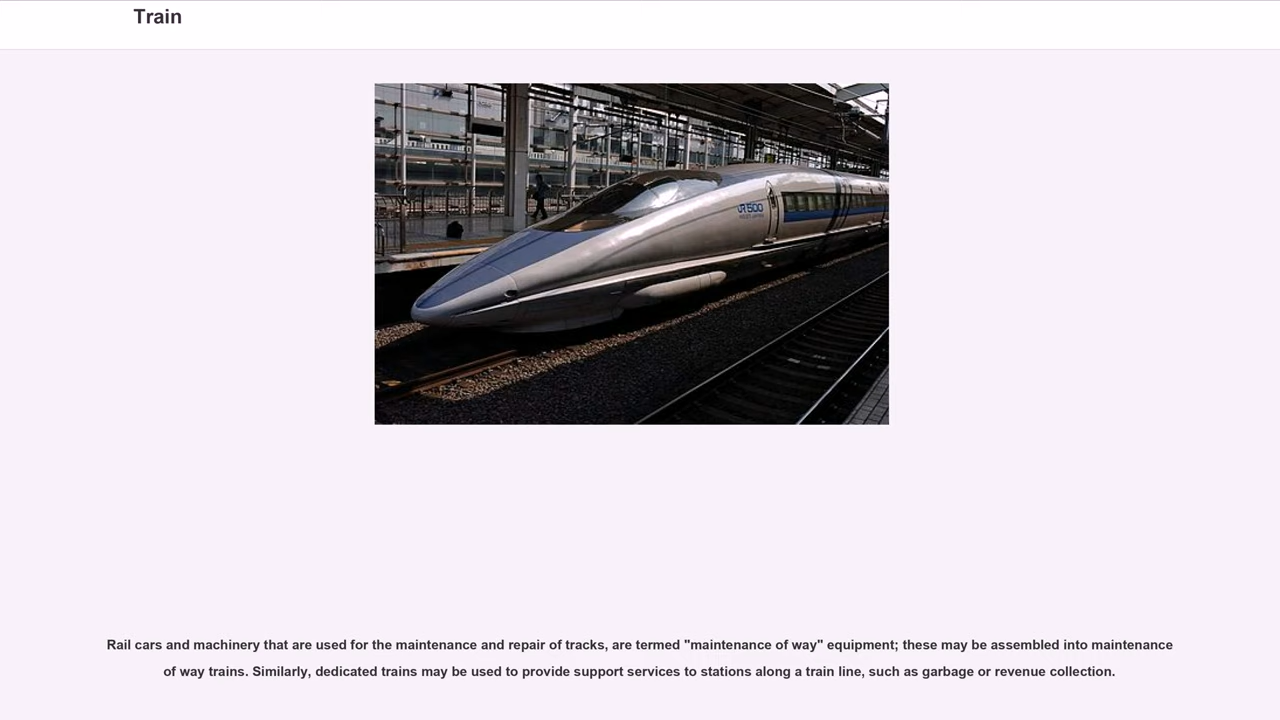 Train
JR 500
Rail cars and machinery that are used for the maintenance and repair of tracks, are termed "maintenance of way" equipment; these may be assembled into maintenance
of way trains. Similarly, dedicated trains may be used to provide support services to stations along a train line, such as garbage or revenue collection.